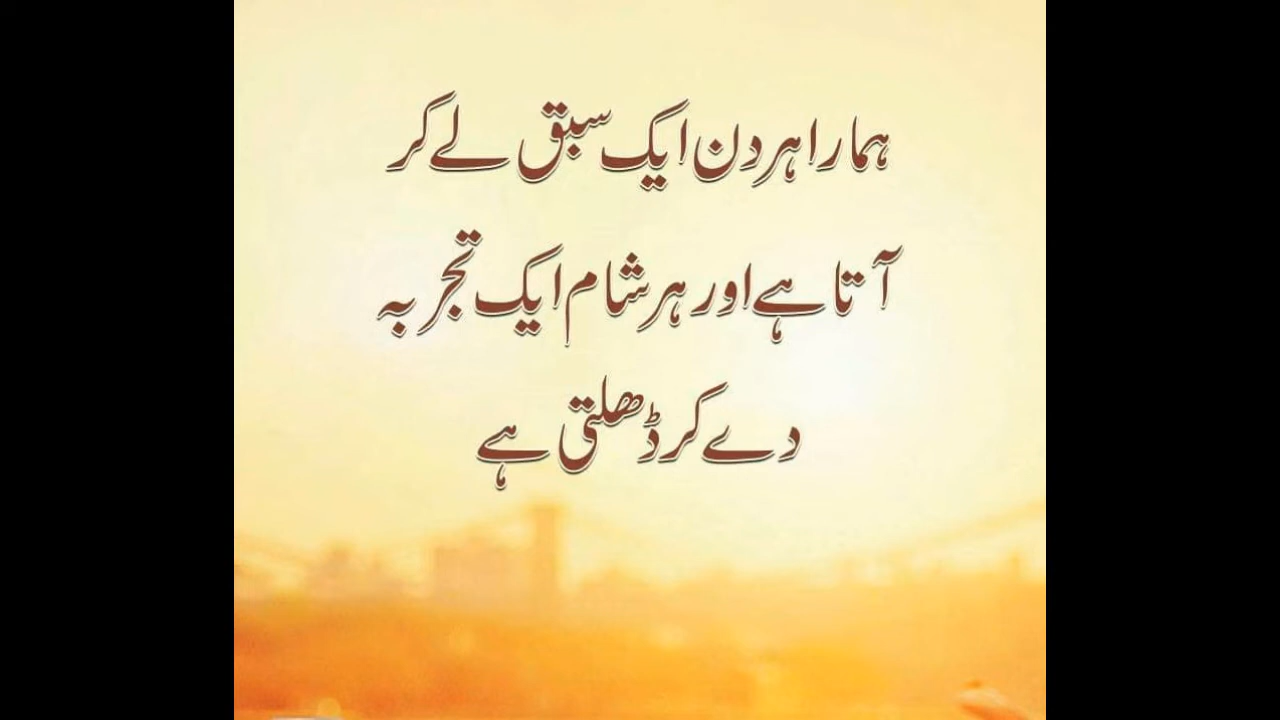 ہمارا ہر دن ایک سبق لے کر
آتا ہے اور ہر شام ایک تجربہ
دے کر ڈھلتی ہے